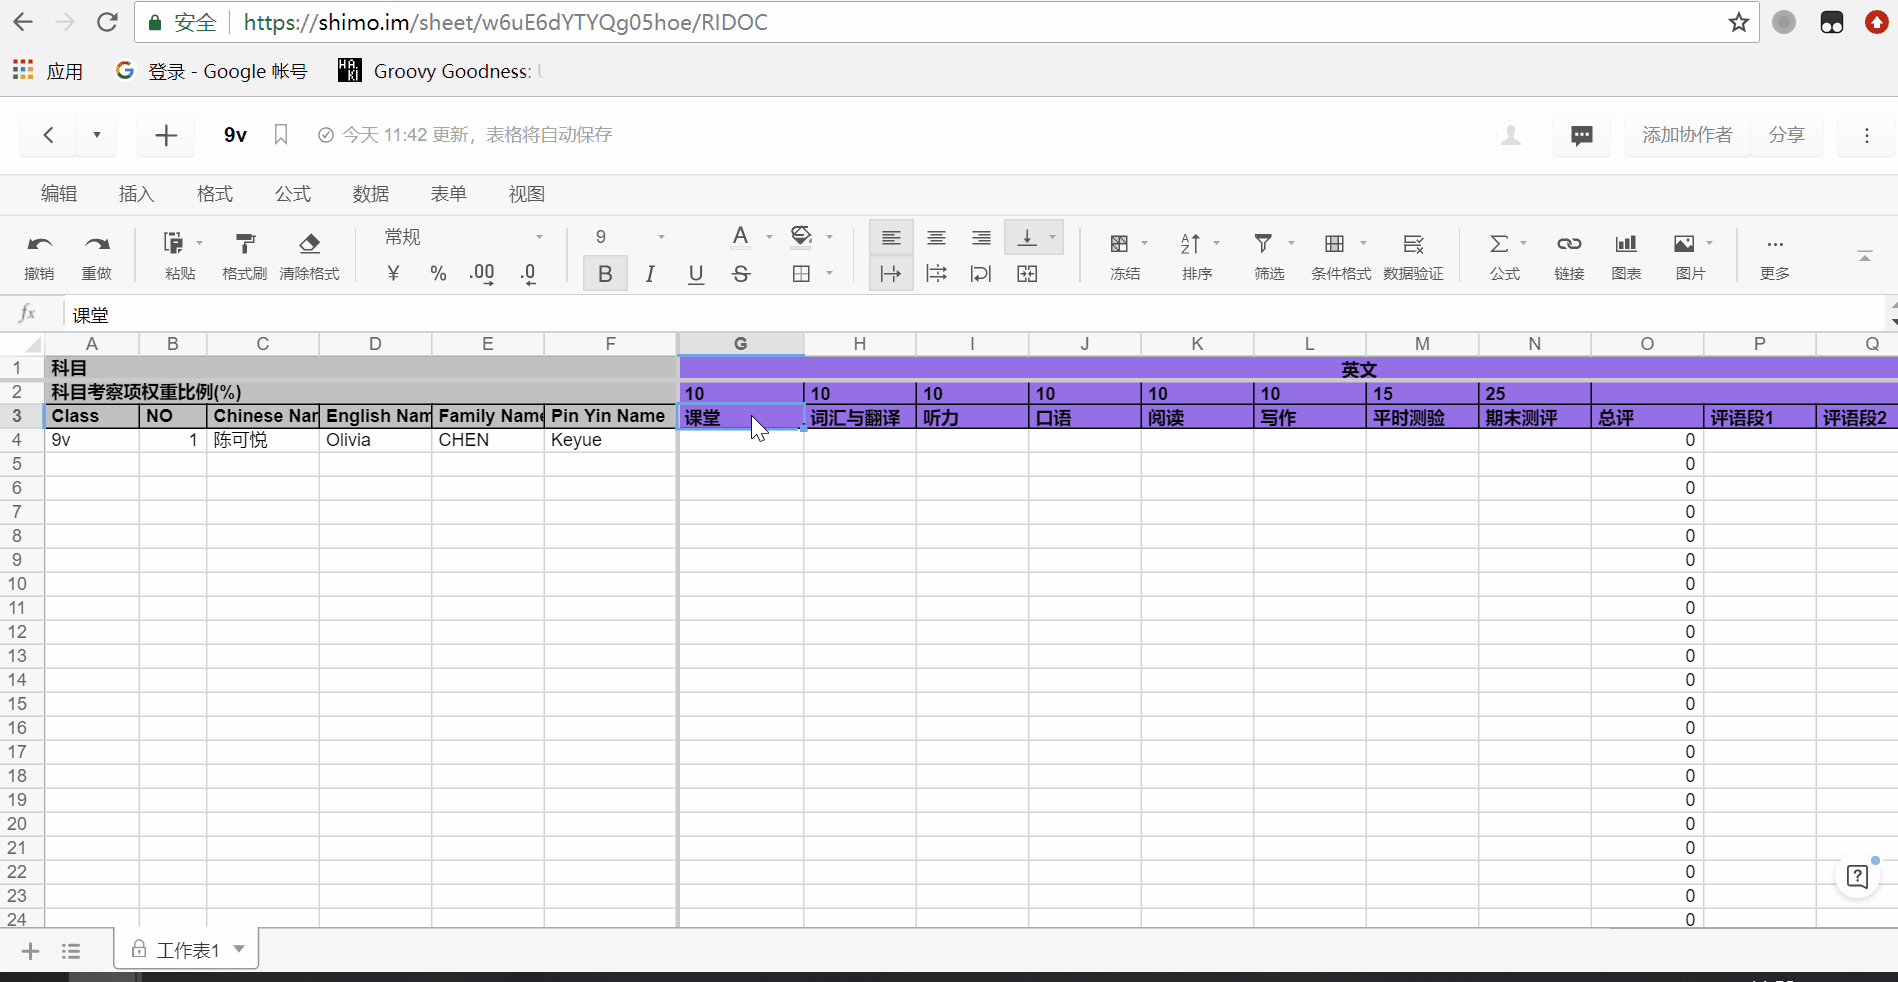 安全 https://shimo.im/sheet/w6uE6dYTYQg05hoe/RIDOC
应用 登录 - Google 帐号 Groovy Goodness:
9v 今天 11:42 更新，表格将自动保存 添加协作者 分享
编辑 插入 格式 公式 数据 表单 视图
常规 9 A
撤销 重做 粘贴 格式刷 清除格式 ¥ % .00 .0 B I U S 冻结 排序 筛选 条件格式 数据验证 公式 链接 图表 图片 更多
fx 课堂
A B C D E F G H I J K L M N O P Q
1 科目 英文
2 科目考察项权重比例(%) 10 10 10 10 10 10 15 25
3 Class NO Chinese Nar English Nam Family Name Pin Yin Name 课堂 词汇与翻译 听力 口语 阅读 写作 平时测验 期末测评 总评 评语段1 评语段2
4 9v 1 陈可悦 Olivia CHEN Keyue 0
5 0
6 0
7 0
8 0
9 0
10 0
11 0
12 0
13 0
14 0
15 0
16 0
17 0
18 0
19 0
20 0
21 0
22 0
23 0
24 0
工作表1